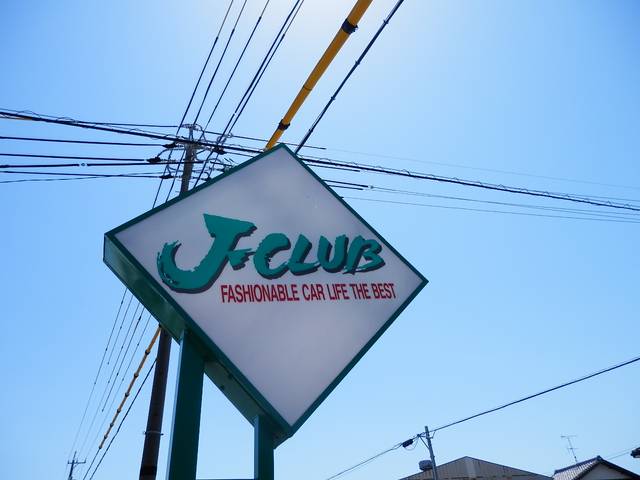 J-CLUB
FASHIONABLE CAR LIFE THE BEST